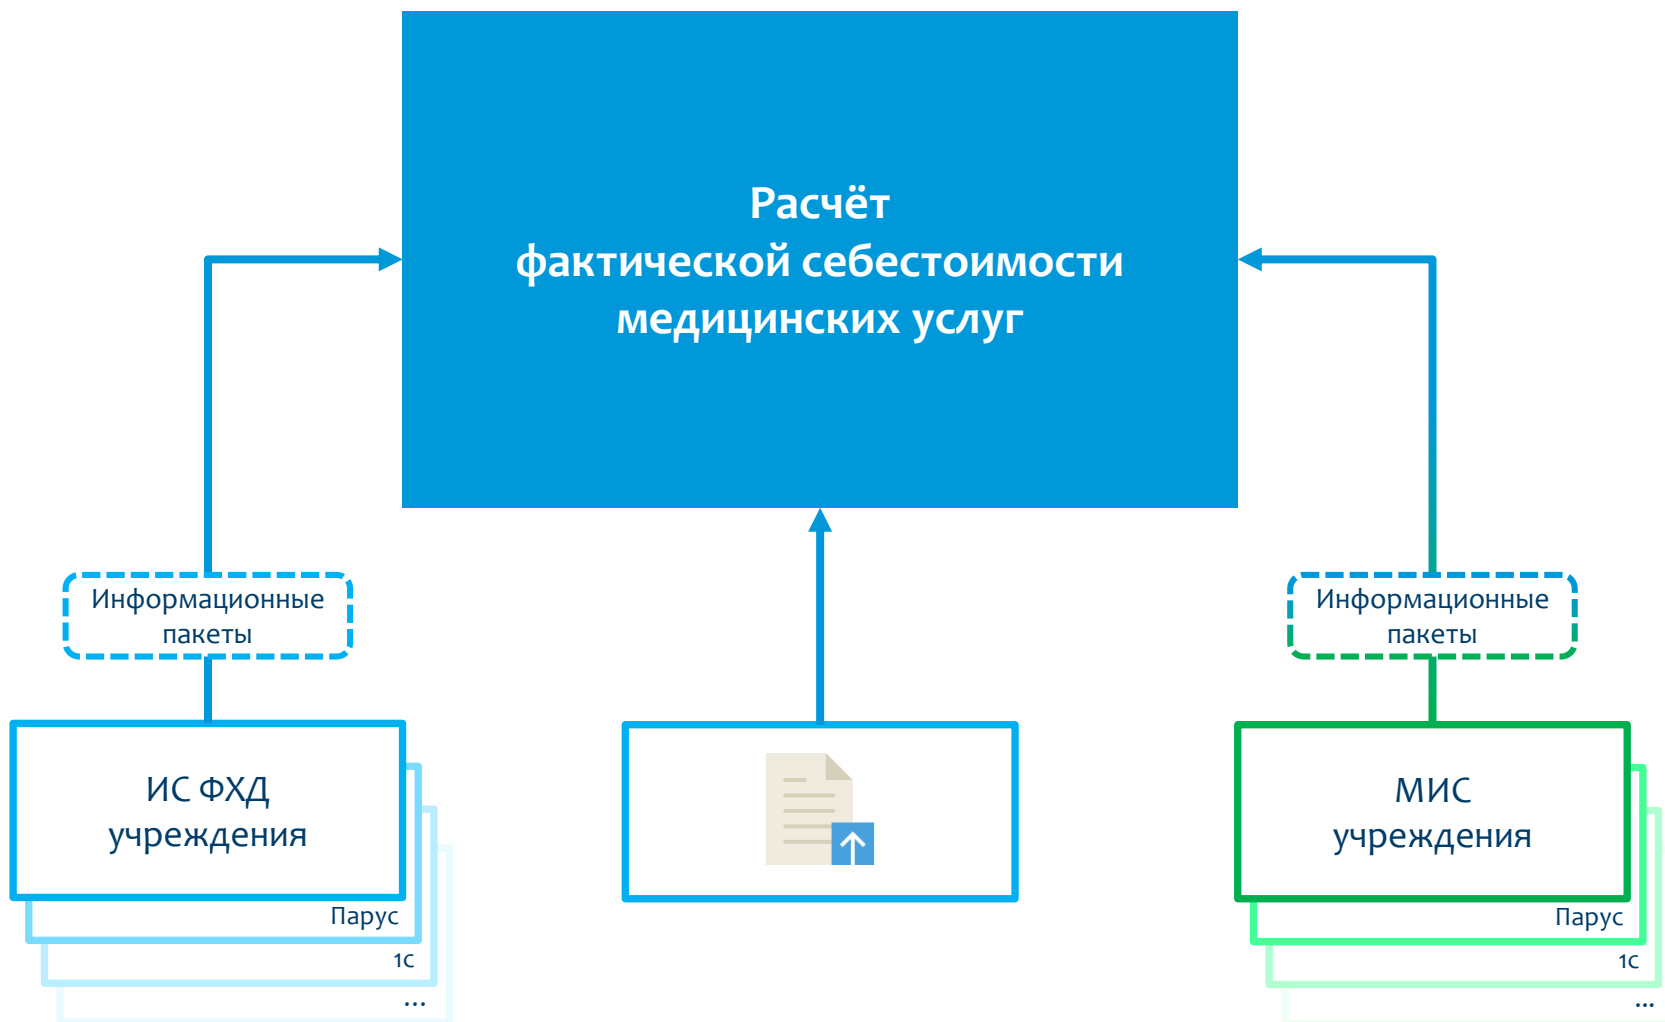 Расчёт
фактической себестоимости
медицинских услуг
Информационные
пакеты
Информационные
пакеты
ИС ФХД
учреждения
Парус
1с
...
МИС
учреждения
Парус
1с
...